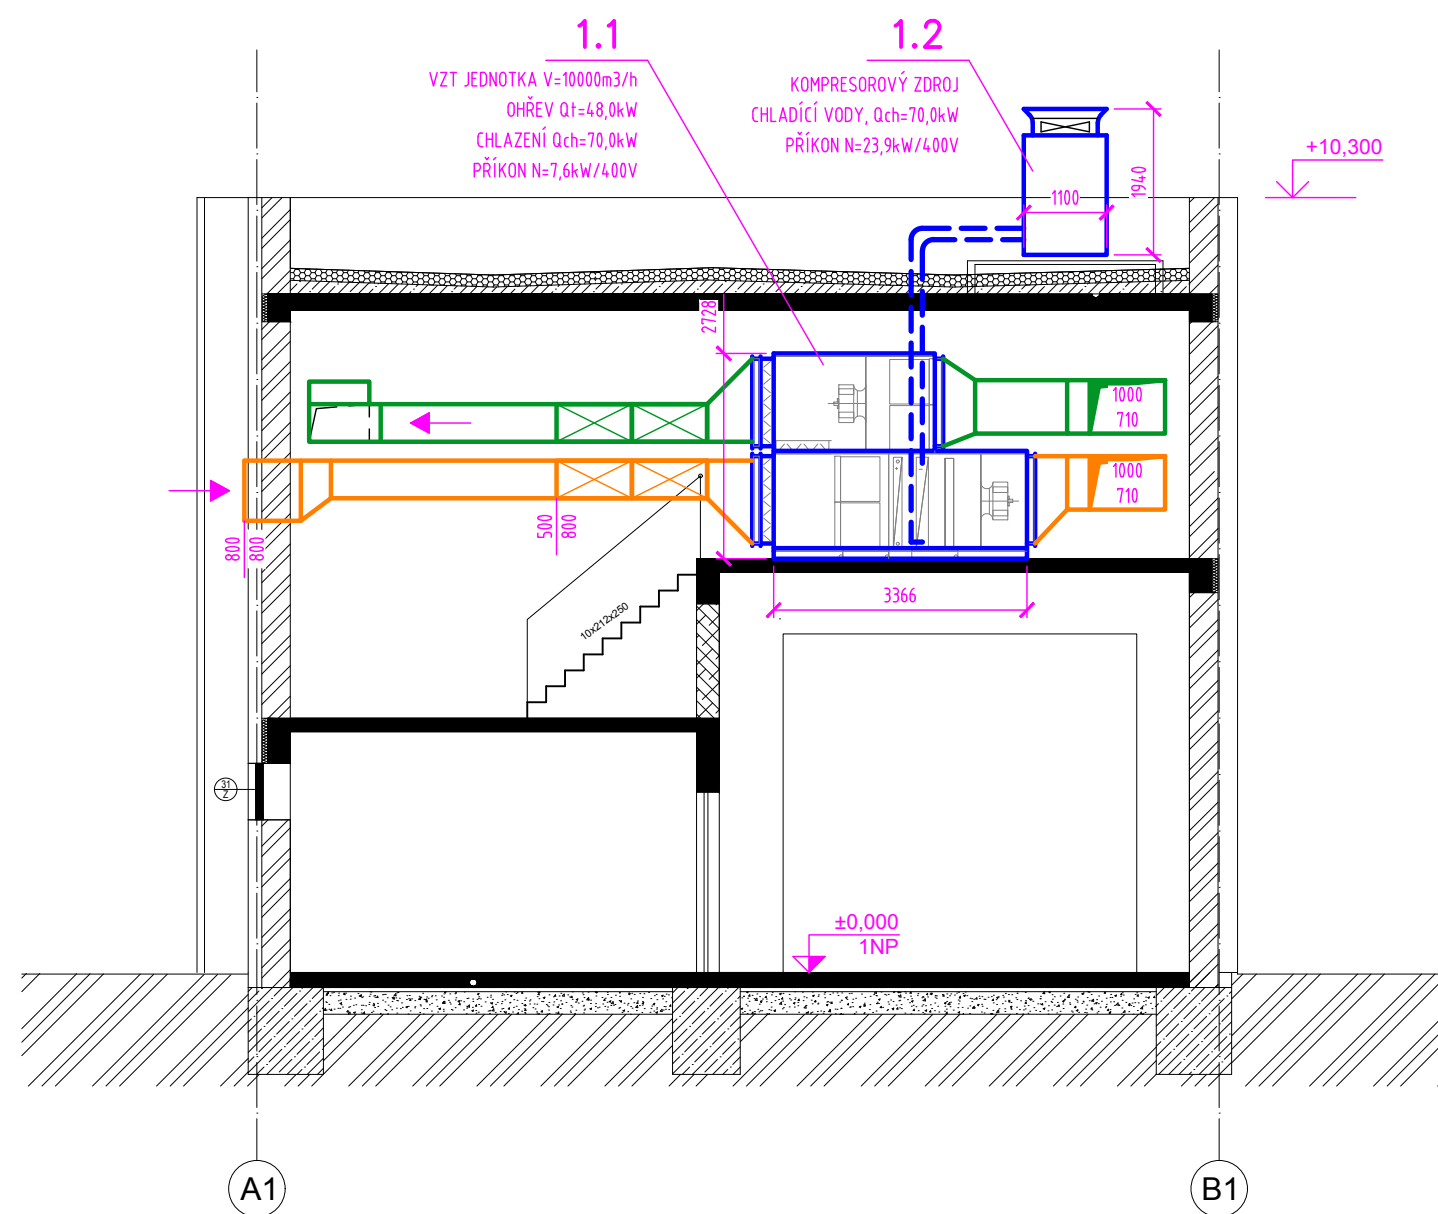 1.1
VZT JEDNOTKA V=10000m3/h
OHŘEV Qt=48,0kW
CHLAZENÍ Qch=70,0kW
PŘÍKON N=7,6kW/400V
1.2
KOMPRESOROVÝ ZDROJ
CHLADÍCÍ VODY, Qch=70,0kW
PŘÍKON N=23,9kW/400V
+10,300
1940
1100
2728
1000
710
1000
710
500
800
800
800
3366
10x212x250
31
Z
±0,000
1NP
A1
B1